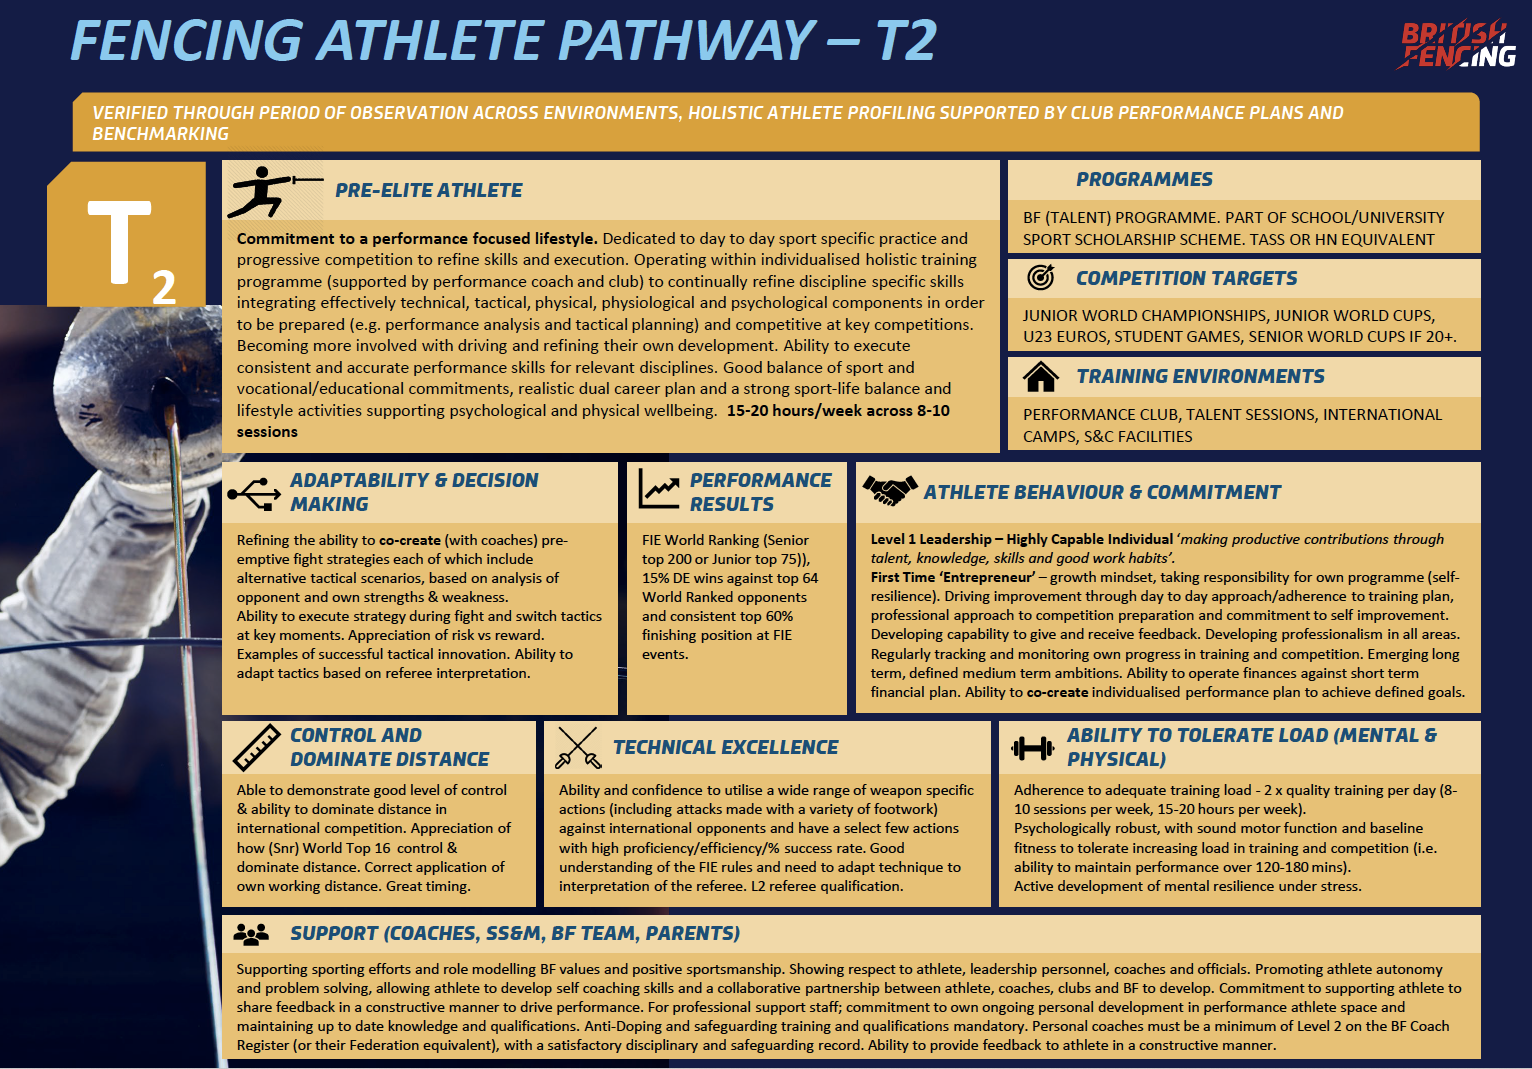 FENCING ATHLETE PATHWAY – T2
BRITISH
FENCING
VERIFIED THROUGH PERIOD OF OBSERVATION ACROSS ENVIRONMENTS, HOLISTIC ATHLETE PROFILING SUPPORTED BY CLUB PERFORMANCE PLANS AND
BENCHMARKING
T2
PRE-ELITE ATHLETE
Commitment to a performance focused lifestyle. Dedicated to day to day sport specific practice and
progressive competition to refine skills and execution. Operating within individualised holistic training
programme (supported by performance coach and club) to continually refine discipline specific skills
integrating effectively technical, tactical, physical, physiological and psychological components in order
to be prepared (e.g. performance analysis and tactical planning) and competitive at key competitions.
Becoming more involved with driving and refining their own development. Ability to execute
consistent and accurate performance skills for relevant disciplines. Good balance of sport and
vocational/educational commitments, realistic dual career plan and a strong sport-life balance and
lifestyle activities supporting psychological and physical wellbeing.  15-20 hours/week across 8-10
sessions
PROGRAMMES
BF (TALENT) PROGRAMME. PART OF SCHOOL/UNIVERSITY
SPORT SCHOLARSHIP SCHEME. TASS OR HN EQUIVALENT
COMPETITION TARGETS
JUNIOR WORLD CHAMPIONSHIPS, JUNIOR WORLD CUPS,
U23 EUROS, STUDENT GAMES, SENIOR WORLD CUPS IF 20+.
TRAINING ENVIRONMENTS
PERFORMANCE CLUB, TALENT SESSIONS, INTERNATIONAL
CAMPS, S&C FACILITIES
ADAPTABILITY & DECISION
MAKING
Refining the ability to co-create (with coaches) pre-
emptive fight strategies each of which include
alternative tactical scenarios, based on analysis of
opponent and own strengths & weakness.
Ability to execute strategy during fight and switch tactics
at key moments. Appreciation of risk vs reward.
Examples of successful tactical innovation. Ability to
adapt tactics based on referee interpretation.
PERFORMANCE
RESULTS
FIE World Ranking (Senior
top 200 or Junior top 75)),
15% DE wins against top 64
World Ranked opponents
and consistent top 60%
finishing position at FIE
events.
ATHLETE BEHAVIOUR & COMMITMENT
Level 1 Leadership – Highly Capable Individual ‘making productive contributions through
talent, knowledge, skills and good work habits’.
First Time ‘Entrepreneur’ – growth mindset, taking responsibility for own programme (self-
resilience). Driving improvement through day to day approach/adherence to training plan,
professional approach to competition preparation and commitment to self improvement.
Developing capability to give and receive feedback. Developing professionalism in all areas.
Regularly tracking and monitoring own progress in training and competition. Emerging long
term, defined medium term ambitions. Ability to operate finances against short term
financial plan. Ability to co-create individualised performance plan to achieve defined goals.
CONTROL AND
DOMINATE DISTANCE
Able to demonstrate good level of control
& ability to dominate distance in
international competition. Appreciation of
how (Snr) World Top 16  control &
dominate distance. Correct application of
own working distance. Great timing.
TECHNICAL EXCELLENCE
Ability and confidence to utilise a wide range of weapon specific
actions (including attacks made with a variety of footwork)
against international opponents and have a select few actions
with high proficiency/efficiency/% success rate. Good
understanding of the FIE rules and need to adapt technique to
interpretation of the referee. L2 referee qualification.
ABILITY TO TOLERATE LOAD (MENTAL &
PHYSICAL)
Adherence to adequate training load - 2 x quality training per day (8-
10 sessions per week, 15-20 hours per week).
Psychologically robust, with sound motor function and baseline
fitness to tolerate increasing load in training and competition (i.e.
ability to maintain performance over 120-180 mins).
Active development of mental resilience under stress.
SUPPORT (COACHES, SS&M, BF TEAM, PARENTS)
Supporting sporting efforts and role modelling BF values and positive sportsmanship. Showing respect to athlete, leadership personnel, coaches and officials. Promoting athlete autonomy
and problem solving, allowing athlete to develop self coaching skills and a collaborative partnership between athlete, coaches, clubs and BF to develop. Commitment to supporting athlete to
share feedback in a constructive manner to drive performance. For professional support staff; commitment to own ongoing personal development in performance athlete space and
maintaining up to date knowledge and qualifications. Anti-Doping and safeguarding training and qualifications mandatory. Personal coaches must be a minimum of Level 2 on the BF Coach
Register (or their Federation equivalent), with a satisfactory disciplinary and safeguarding record. Ability to provide feedback to athlete in a constructive manner.